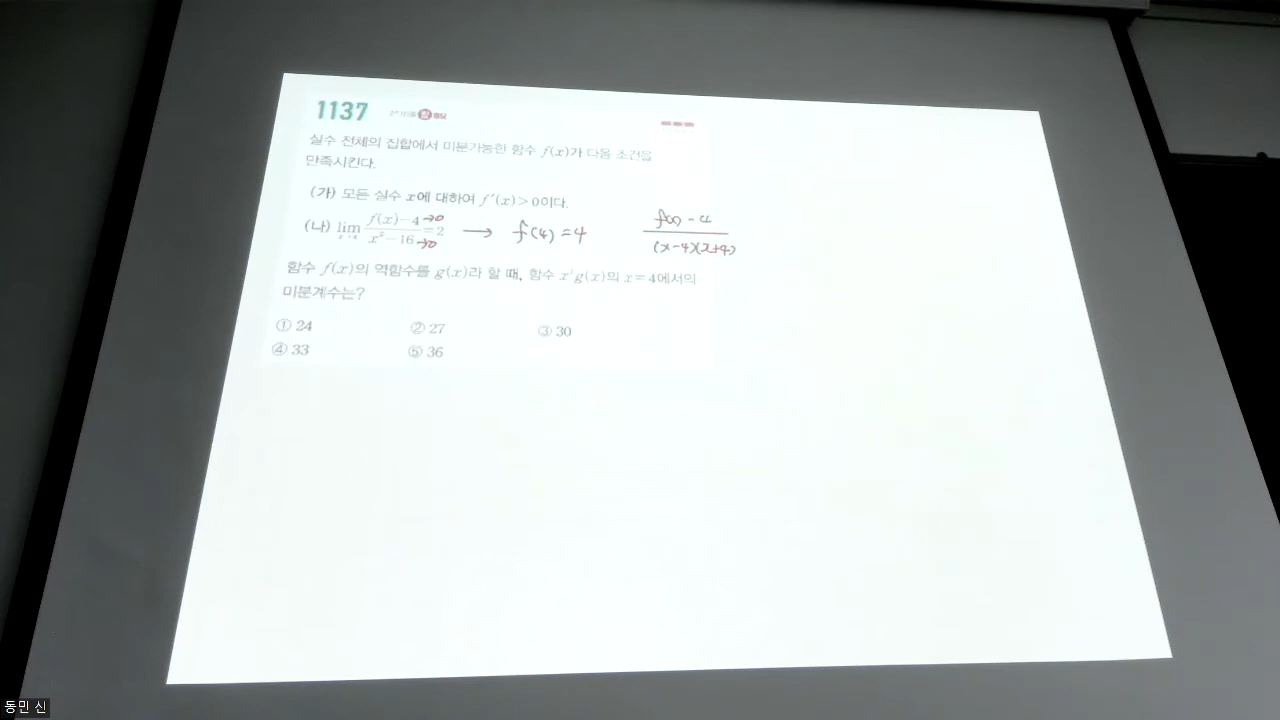 1137
실수 전체의 집합에서 미분가능한 함수 f(x)가 다음 조건을
만족시킨다.
(가) 모든 실수 x에 대하여 f'(x)>0이다.
(나) lim f(x)-4→0 / x²-16→0 =2 → f(4)=4 f(x)-4 / (x-4)(x+4)
함수 f(x)의 역함수를 g(x)라 할 때, 함수 g(x)의 x=4에서의
미분계수는?
① 24 ② 27 ③ 30
④ 33 ⑤ 36
동민 신